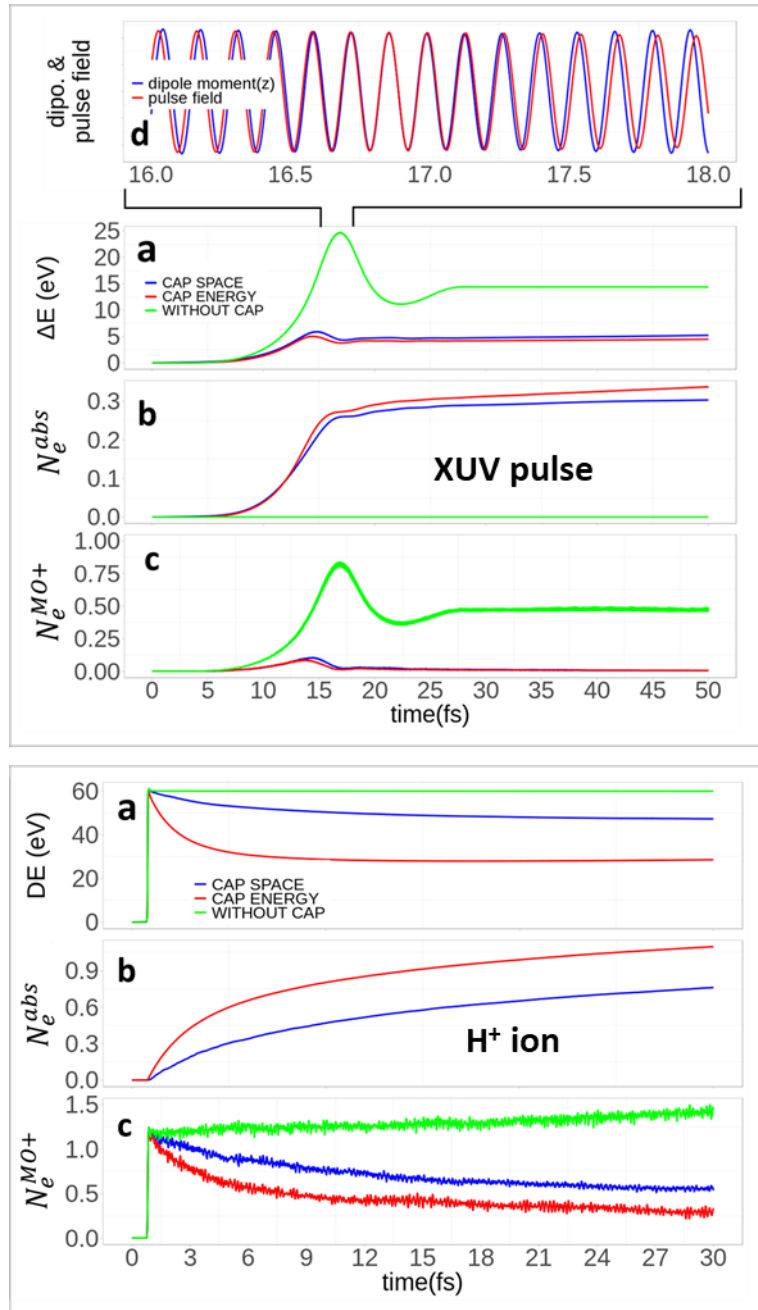 dipo. &
pulse field
dipole moment(z)
pulse field
d
16.0 16.5 17.0 17.5 18.0
a
ΔE (eV)
25
20
15
10
5
0
CAP SPACE
CAP ENERGY
WITHOUT CAP
b
N_e^{abs}
0.3
0.2
0.1
0.0
XUV pulse
c
N_e^{MO+}
1.00
0.75
0.50
0.25
0.00
0 5 10 15 20 25 30 35 40 45 50
time(fs)
a
DE (eV)
60
40
20
0
CAP SPACE
CAP ENERGY
WITHOUT CAP
b
N_e^{abs}
0.9
0.6
0.3
0.0
H⁺ ion
c
N_e^{MO+}
1.5
1.0
0.5
0.0
0 3 6 9 12 15 18 21 24 27 30
time(fs)